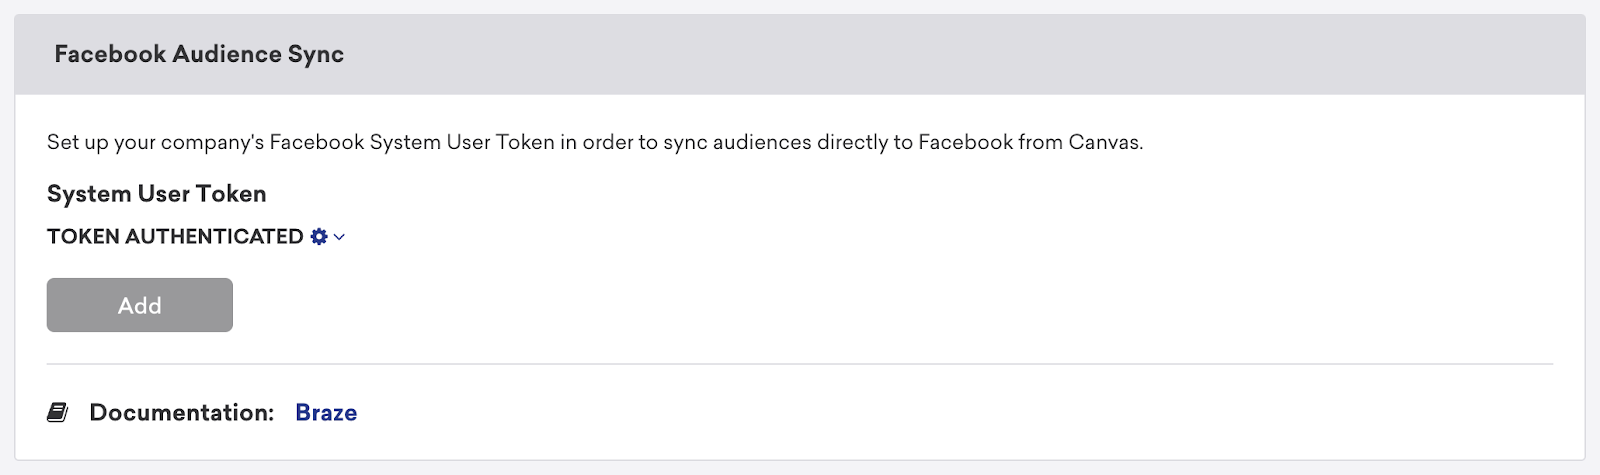 Facebook Audience Sync
Set up your company's Facebook System User Token in order to sync audiences directly to Facebook from Canvas.
System User Token
TOKEN AUTHENTICATED
Add
Documentation: Braze